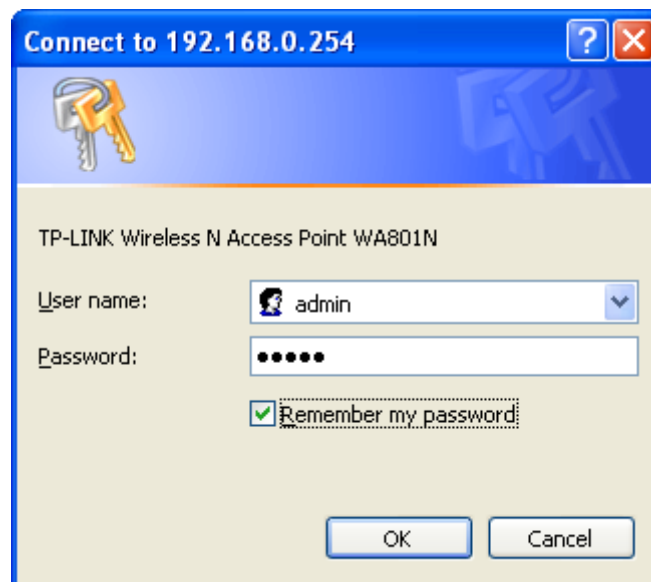 Connect to 192.168.0.254
TP-LINK Wireless N Access Point WA801N
User name: admin
Password: •••••
Remember my password
OK Cancel